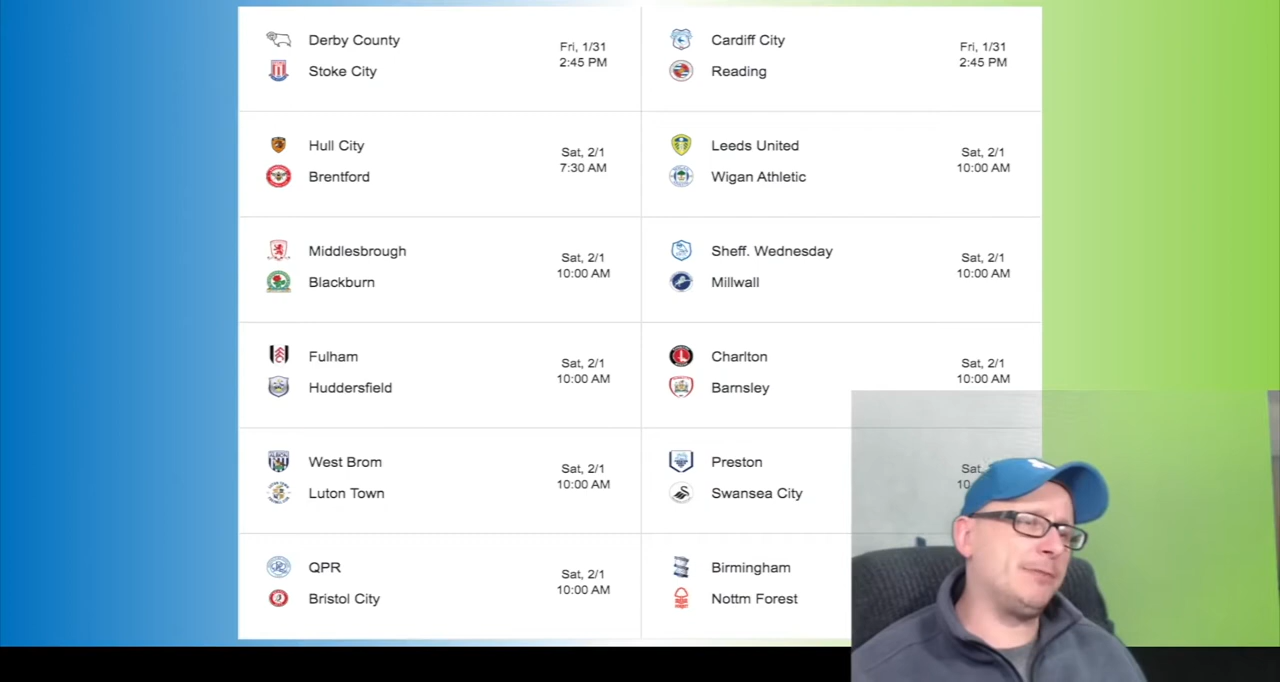 Derby County
Stoke City
Fri, 1/31
2:45 PM
Cardiff City
Reading
Fri, 1/31
2:45 PM
Hull City
Brentford
Sat, 2/1
7:30 AM
Leeds United
Wigan Athletic
Sat, 2/1
10:00 AM
Middlesbrough
Blackburn
Sat, 2/1
10:00 AM
Sheff. Wednesday
Millwall
Sat, 2/1
10:00 AM
Fulham
Huddersfield
Sat, 2/1
10:00 AM
Charlton
Barnsley
Sat, 2/1
10:00 AM
West Brom
Luton Town
Sat, 2/1
10:00 AM
Preston
Swansea City
Sat,
10
QPR
Bristol City
Sat, 2/1
10:00 AM
Birmingham
Nottm Forest